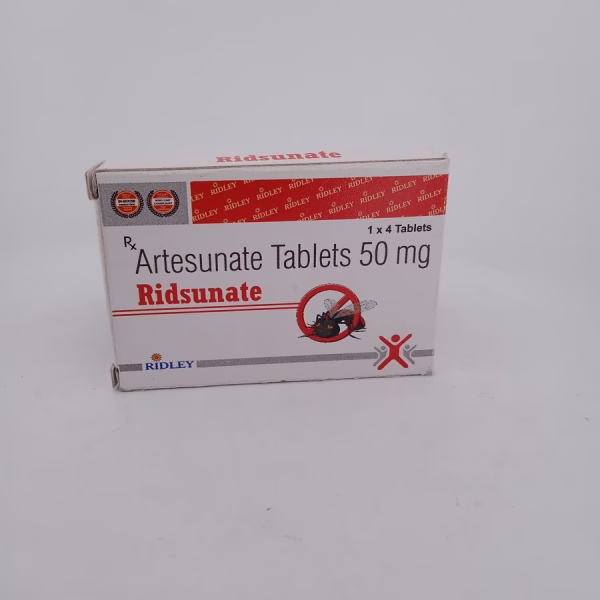 Ridsunate
RIDLEY RIDLEY RIDLEY RIDLEY RIDLEY
1 x 4 Tablets
Rx
Artesunate Tablets 50 mg
Ridsunate
RIDLEY